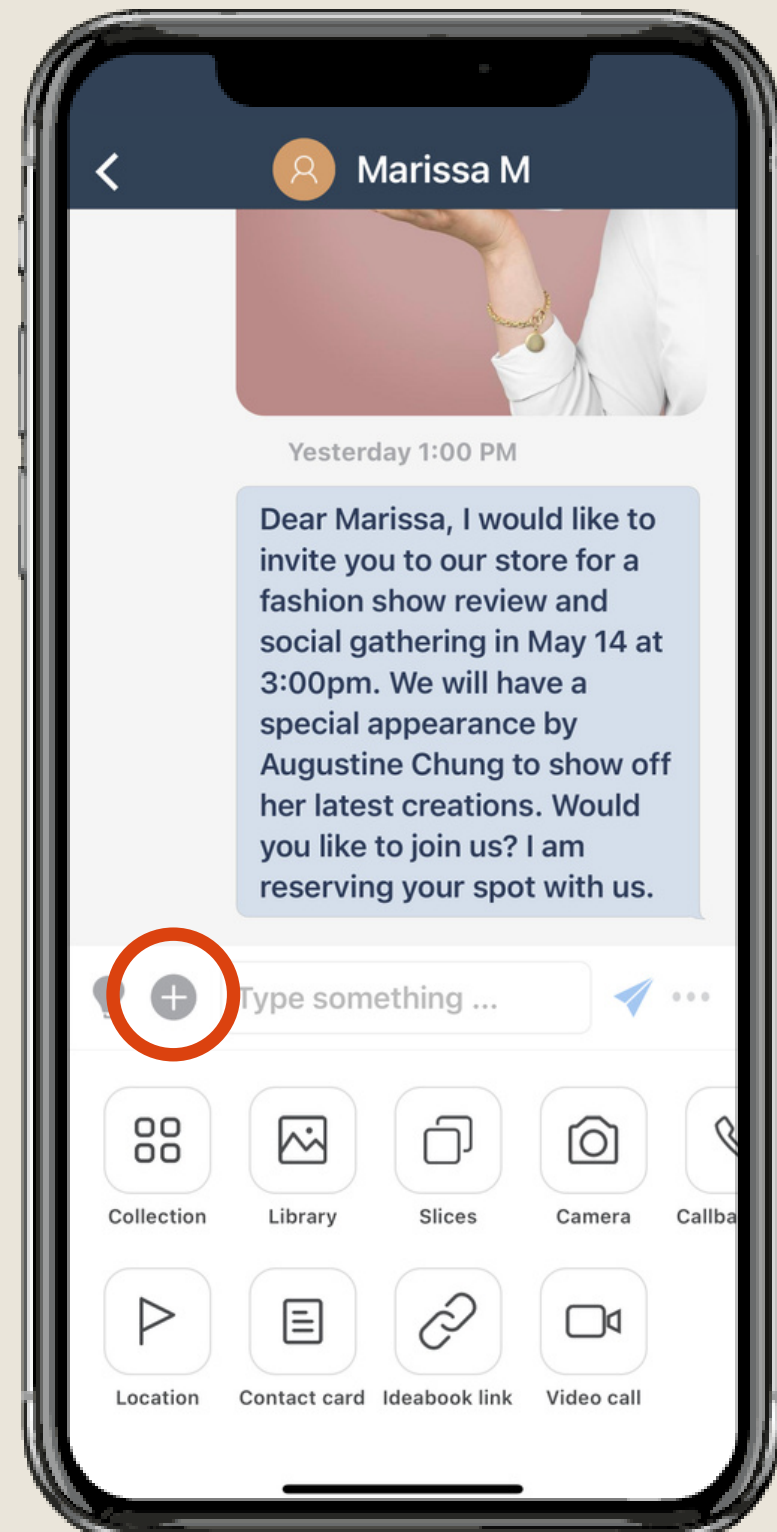 Marissa M
Yesterday 1:00 PM
Dear Marissa, I would like to
invite you to our store for a
fashion show review and
social gathering in May 14 at
3:00pm. We will have a
special appearance by
Augustine Chung to show off
her latest creations. Would
you like to join us? I am
reserving your spot with us.
Type something ...
Collection Library Slices Camera Callba
Location Contact card Ideabook link Video call